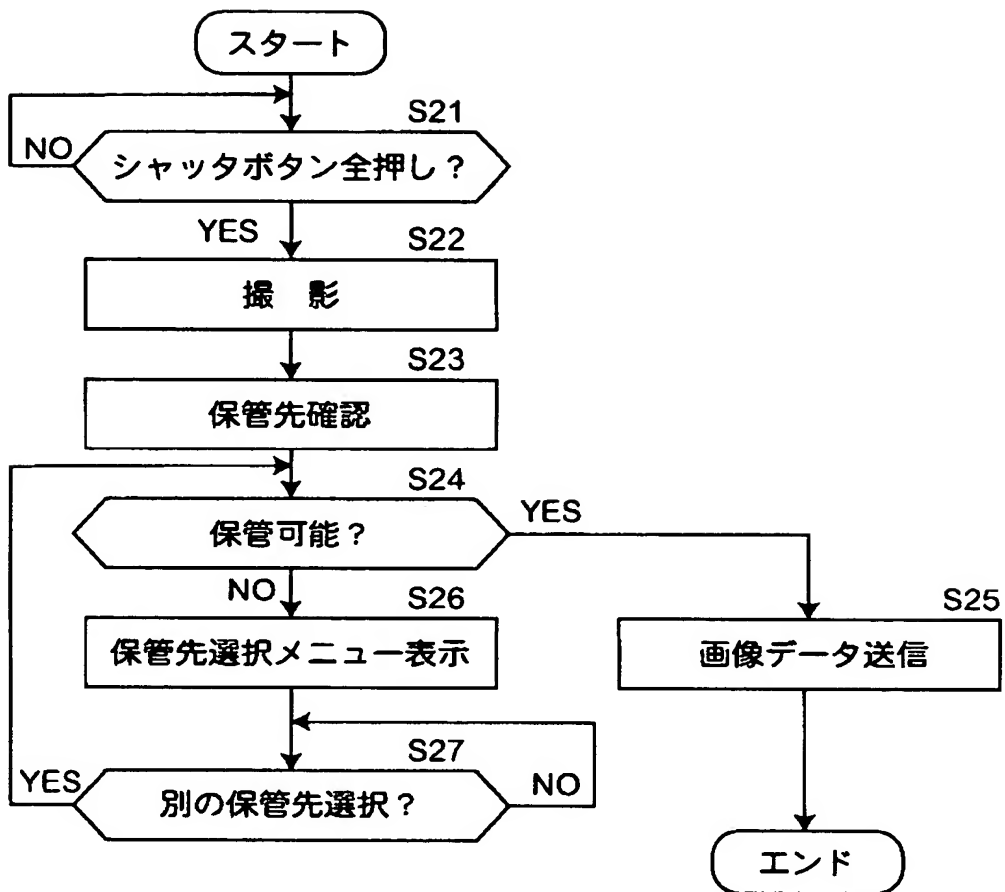 スタート
S21
NO
シャッタボタン全押し?
YES
S22
撮 影
S23
保管先確認
S24
保管可能?
YES
NO
S26
保管先選択メニュー表示
S25
画像データ送信
S27
YES
別の保管先選択?
NO
エンド